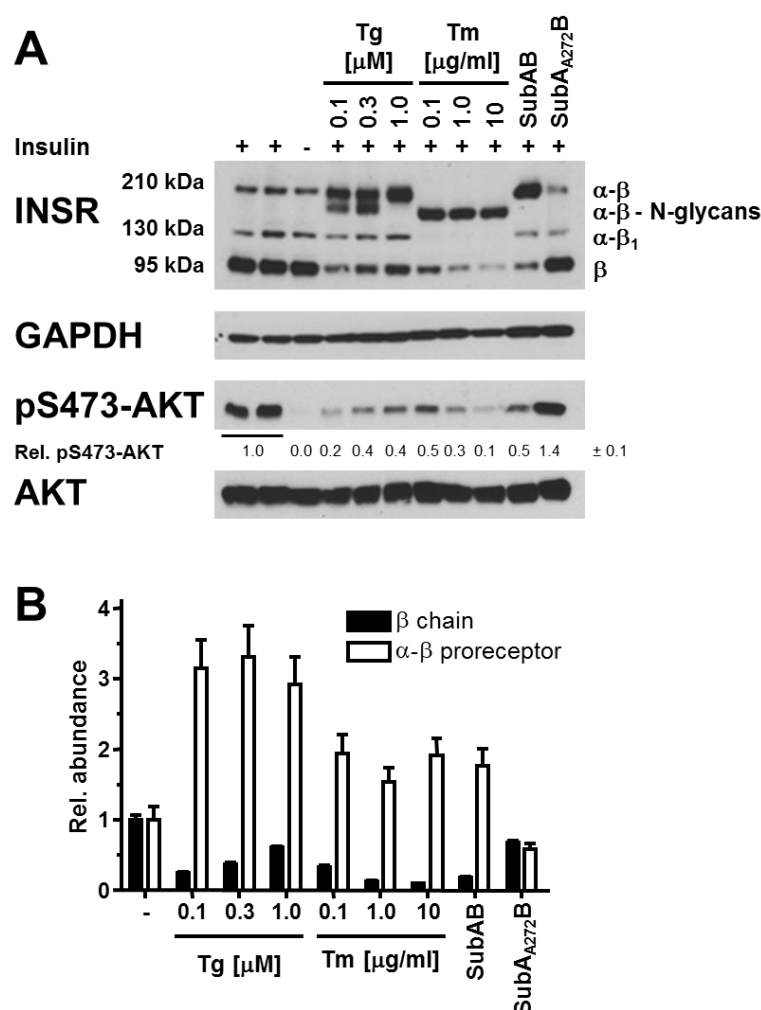 A
Tg
[μM]
Tm
[μg/ml]
SubAB
SubA_A272B
0.1 0.3 1.0 0.1 1.0 10
Insulin + + - + + + + + + + +
INSR
210 kDa
130 kDa
95 kDa
α-β
α-β - N-glycans
α-β₁
β
GAPDH
pS473-AKT
Rel. pS473-AKT 1.0 0.0 0.2 0.4 0.4 0.5 0.3 0.1 0.5 1.4 ± 0.1
AKT
B
β chain
α-β proreceptor
Rel. abundance
4
3
2
1
0
- 0.1 0.3 1.0 0.1 1.0 10 SubAB SubA_A272B
Tg [μM] Tm [μg/ml]